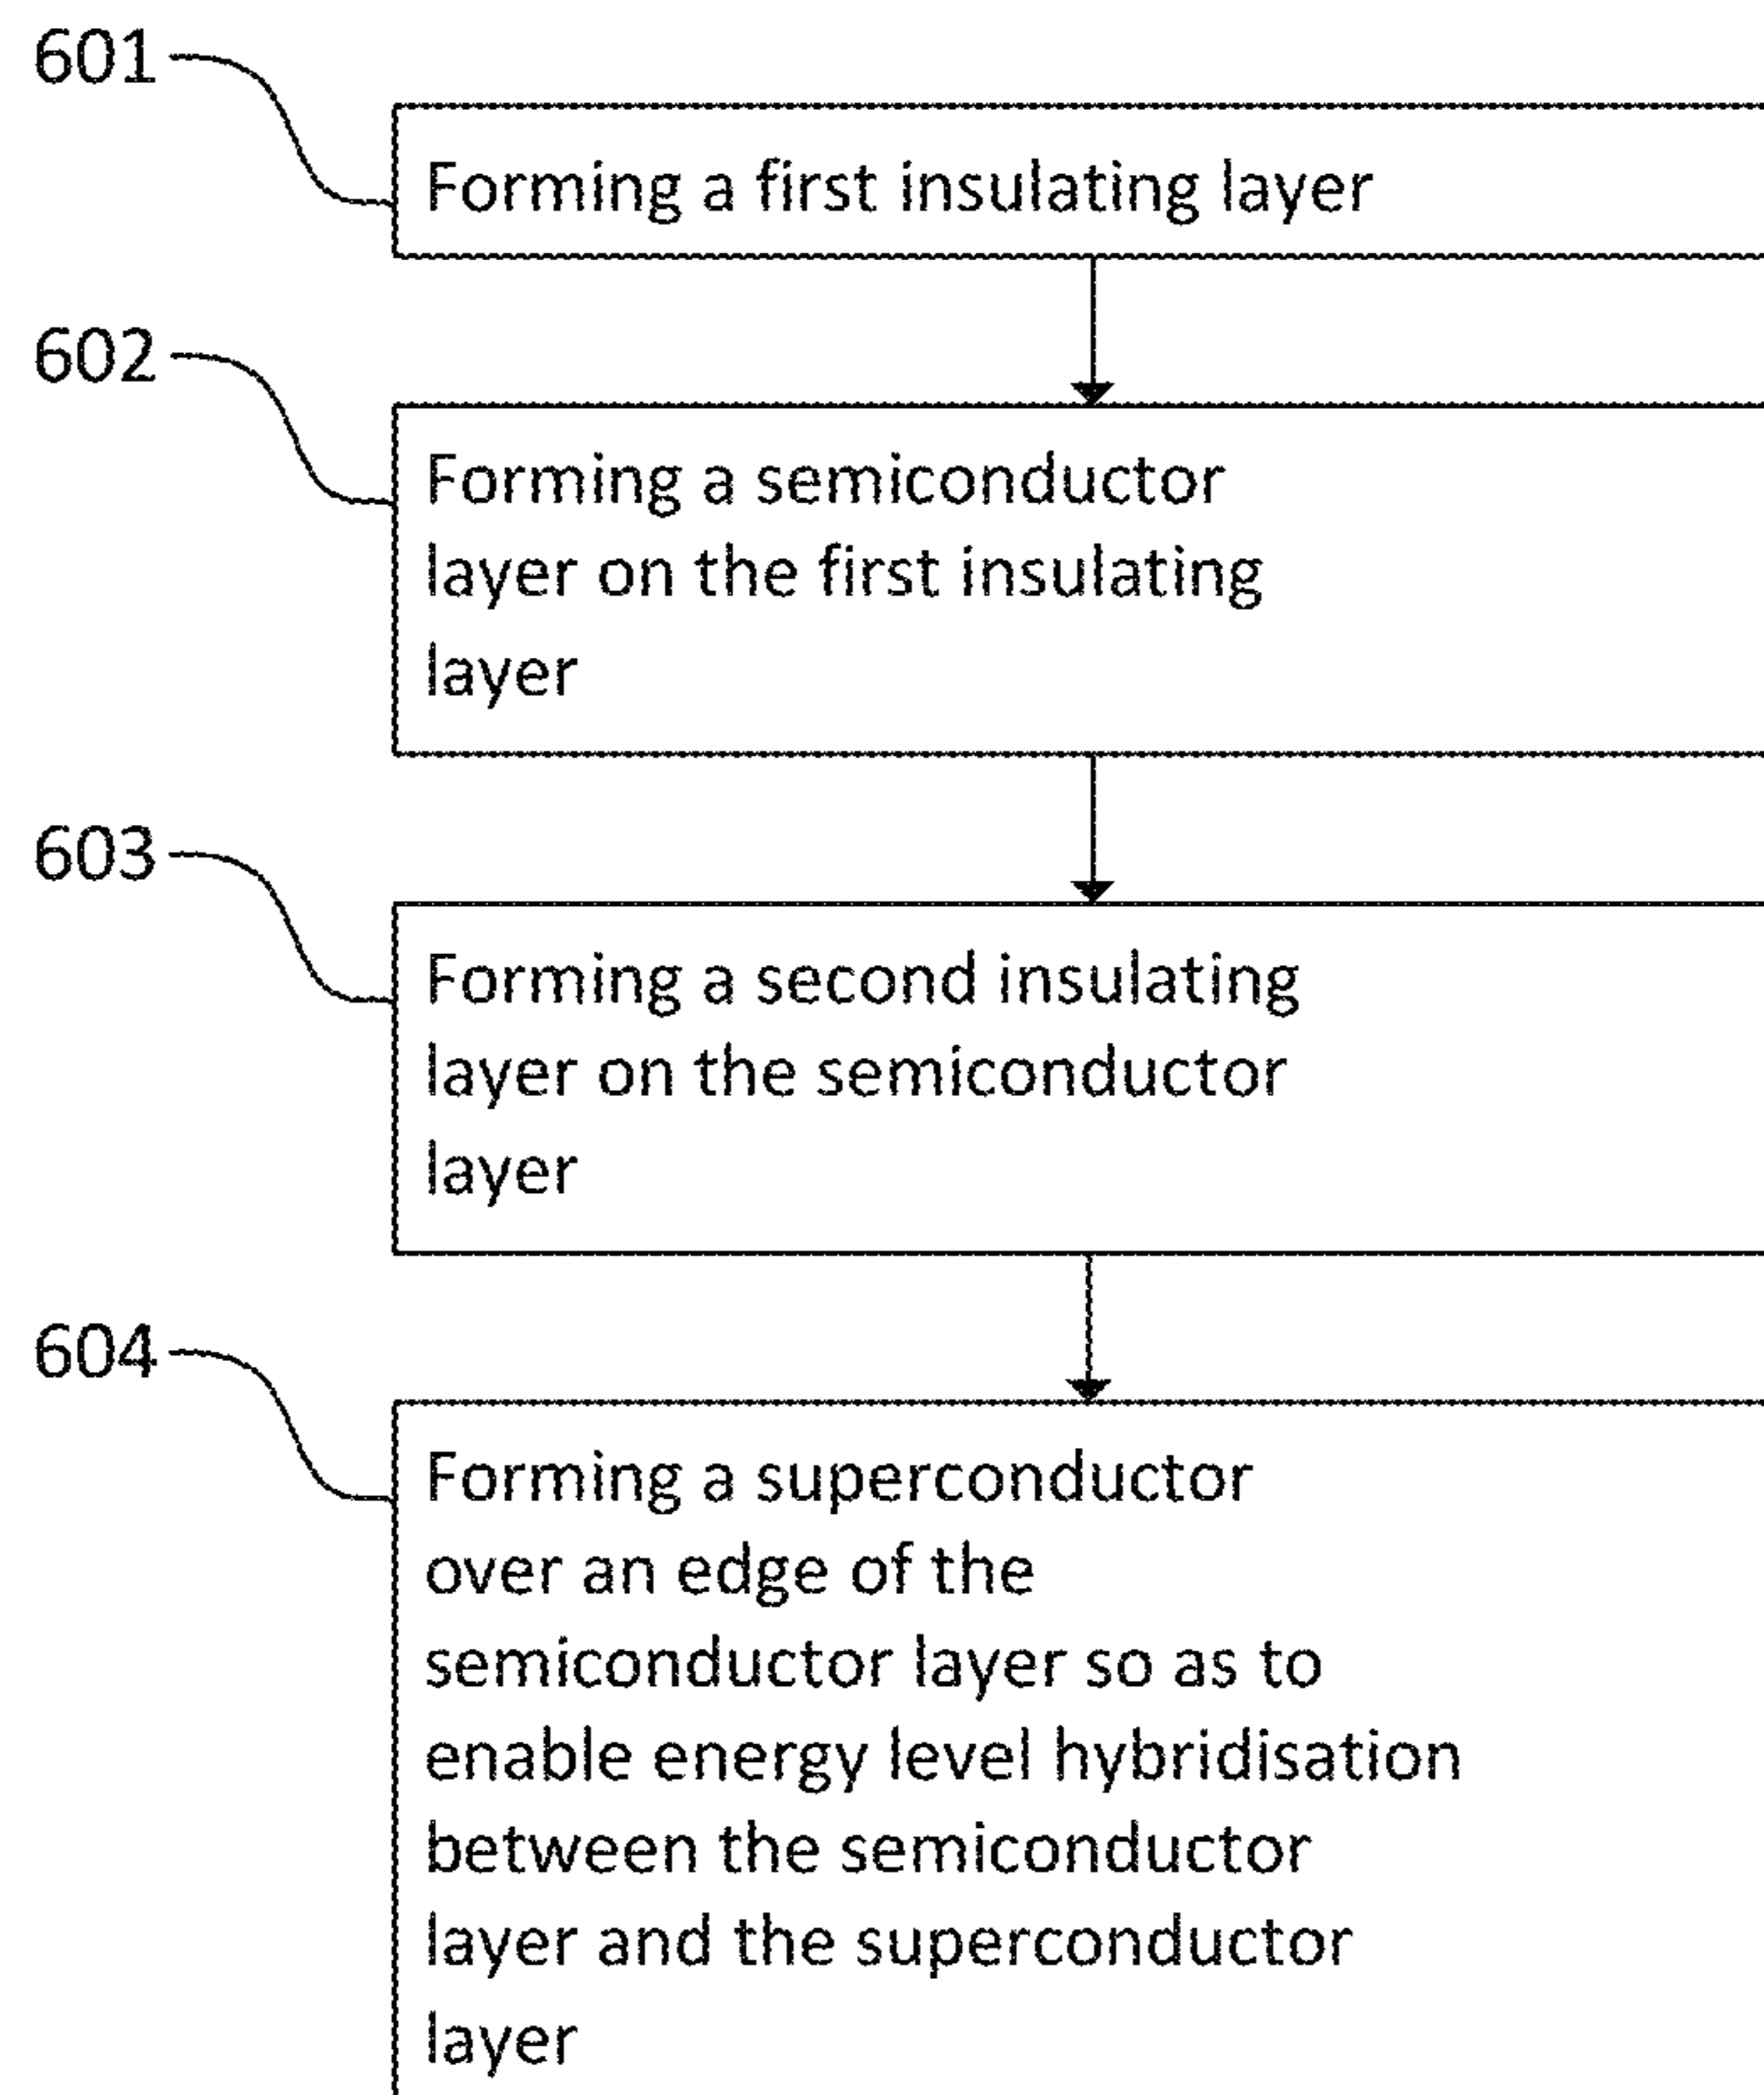 601
Forming a first insulating layer
602
Forming a semiconductor
layer on the first insulating
layer
603
Forming a second insulating
layer on the semiconductor
layer
604
Forming a superconductor
over an edge of the
semiconductor layer so as to
enable energy level hybridisation
between the semiconductor
layer and the superconductor
layer